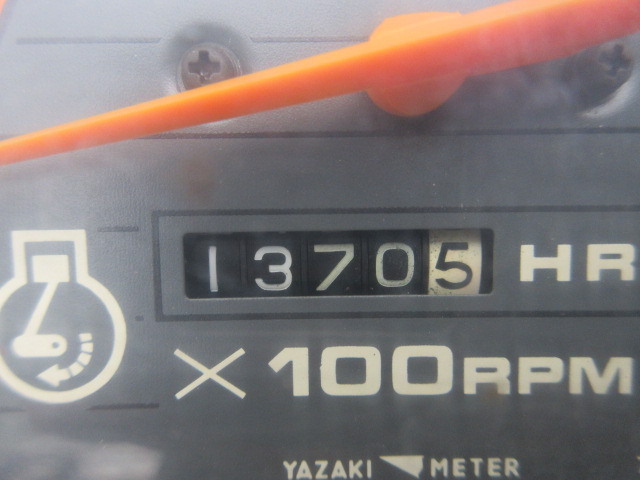 13705 HR
×100RPM
YAZAKI METER